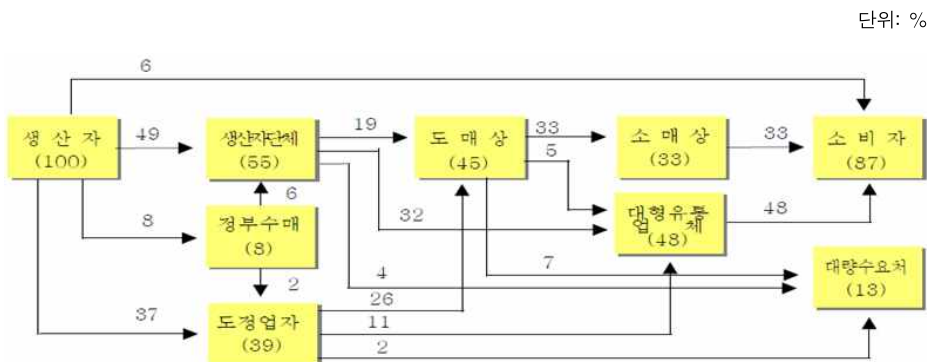 단위: %
6
생 산 자
(100)
49
생산자단체
(55)
19
도 매 상
(45)
33
소 매 상
(33)
33
소 비 자
(87)
5
6
32
8
정부수매
(8)
대형유통
업 체
(48)
48
4
7
대량수요처
(13)
2
26
37
도정업자
(39)
11
2